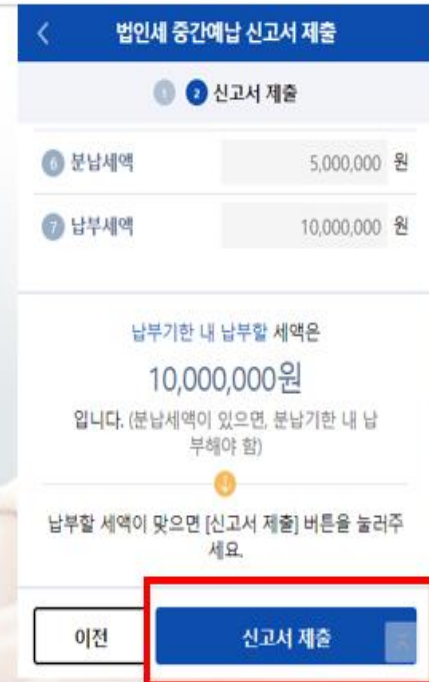 법인세 중간예납 신고서 제출
1 2 신고서 제출
6 분납세액 5,000,000 원
7 납부세액 10,000,000 원
납부기한 내 납부할 세액은
10,000,000원
입니다. (분납세액이 있으면, 분납기한 내 납
부해야 함)
납부할 세액이 맞으면 [신고서 제출] 버튼을 눌러주
세요.
이전 신고서 제출